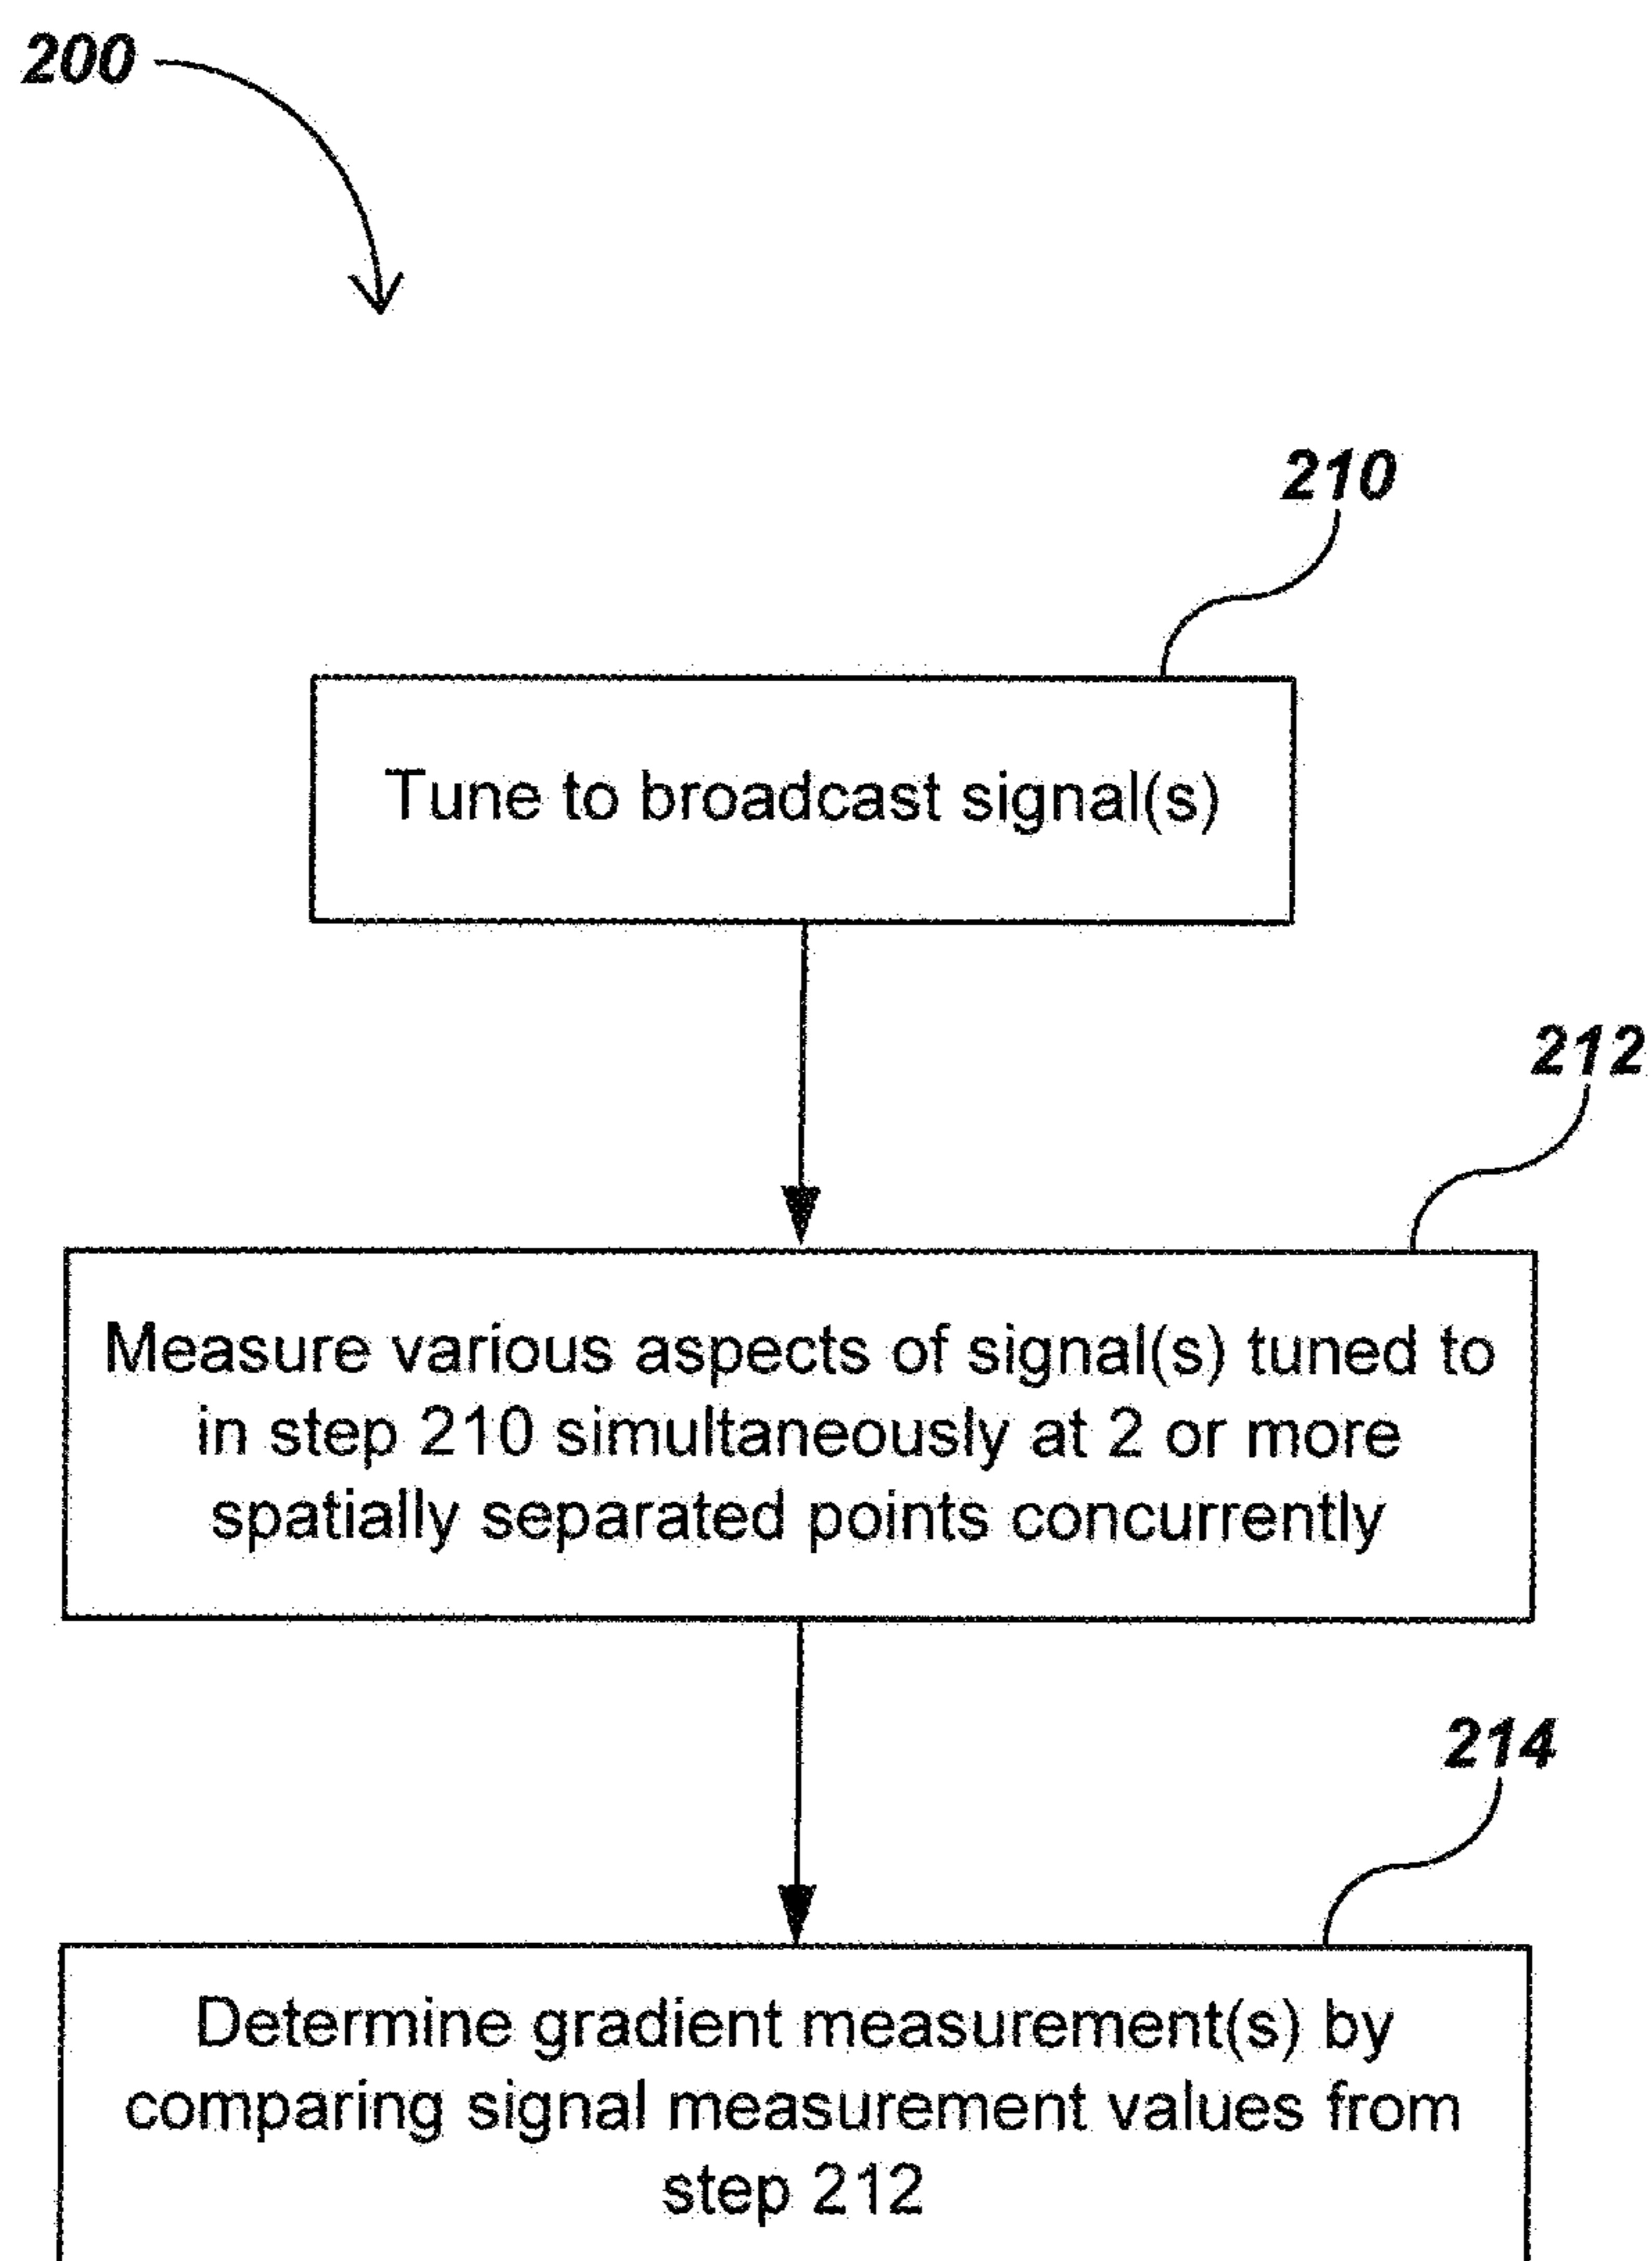 200
210
Tune to broadcast signal(s)
212
Measure various aspects of signal(s) tuned to
in step 210 simultaneously at 2 or more
spatially separated points concurrently
214
Determine gradient measurement(s) by
comparing signal measurement values from
step 212